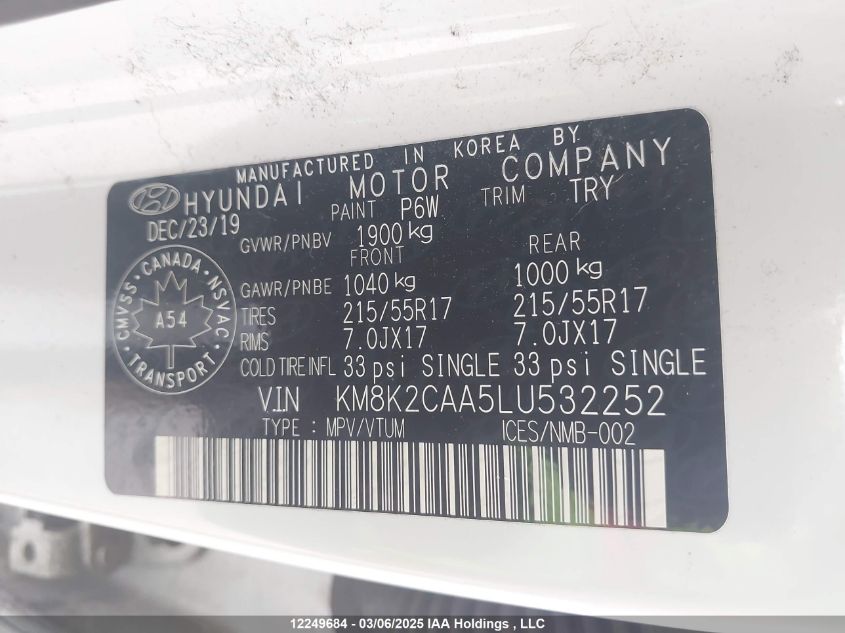 MANUFACTURED IN KOREA BY
HYUNDAI MOTOR COMPANY
DEC/23/19 PAINT P6W TRIM TRY
GVWR/PNBV 1900 kg
FRONT REAR
GAWR/PNBE 1040 kg 1000 kg
TIRES 215/55R17 215/55R17
RIMS 7.0JX17 7.0JX17
COLD TIRE INFL 33 psi SINGLE 33 psi SINGLE
CANADA
CMVSS NSVAC
A54
TRANSPORT
V.I.N KM8K2CAA5LU532252
TYPE : MPV/VTUM ICES/NMB-002
12249684 - 03/06/2025 IAA Holdings , LLC